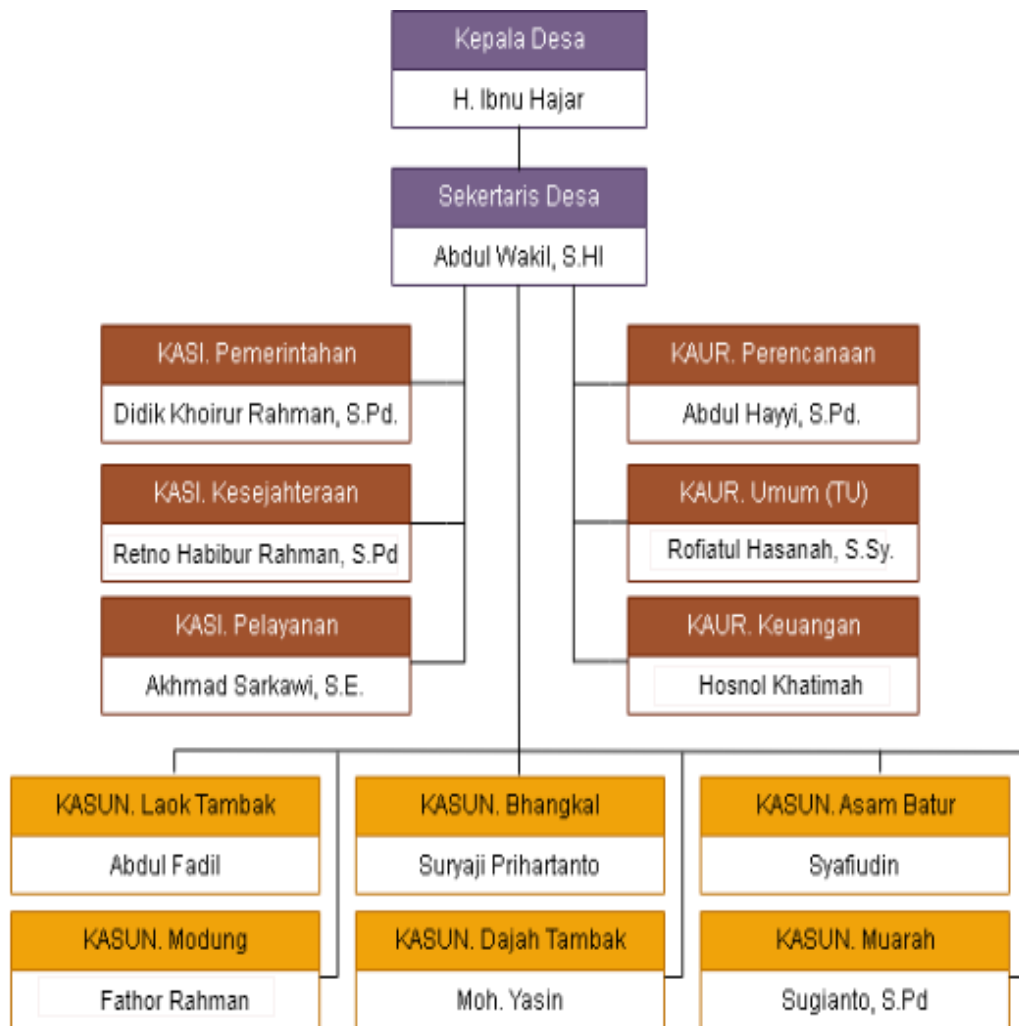 Kepala Desa
H. Ibnu Hajar
Sekertaris Desa
Abdul Wakil, S.HI
KASI. Pemerintahan
Didik Khoirur Rahman, S.Pd.
KAUR. Perencanaan
Abdul Hayyi, S.Pd.
KASI. Kesejahteraan
Retno Habibur Rahman, S.Pd
KAUR. Umum (TU)
Rofiatul Hasanah, S.Sy.
KASI. Pelayanan
Akhmad Sarkawi, S.E.
KAUR. Keuangan
Hosnol Khatimah
KASUN. Laok Tambak
Abdul Fadil
KASUN. Bhangkal
Suryaji Prihartanto
KASUN. Asam Batur
Syafiudin
KASUN. Modung
Fathor Rahman
KASUN. Dajah Tambak
Moh. Yasin
KASUN. Muarah
Sugianto, S.Pd